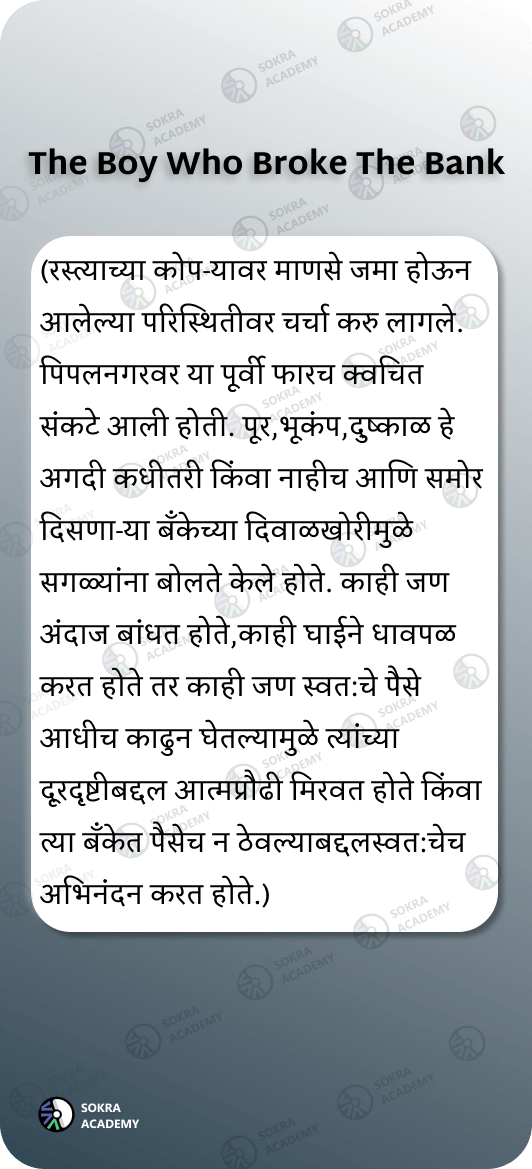 The Boy Who Broke The Bank
(रस्त्याच्या कोप-यावर माणसे जमा होऊन
आलेल्या परिस्थितीवर चर्चा करु लागले.
पिपलनगरवर या पूर्वी फारच क्वचित
संकटे आली होती. पूर,भूकंप,दुष्काळ हे
अगदी कधीतरी किंवा नाहीच आणि समोर
दिसणा-या बँकेच्या दिवाळखोरीमुळे
सगळ्यांना बोलते केले होते. काही जण
अंदाज बांधत होते,काही घाईने धावपळ
करत होते तर काही जण स्वत:चे पैसे
आधीच काढुन घेतल्यामुळे त्यांच्या
दूरदृष्टीबद्दल आत्मप्रौढी मिरवत होते किंवा
त्या बँकेत पैसेच न ठेवल्याबद्दलस्वत:चेच
अभिनंदन करत होते.)
SOKRA
ACADEMY